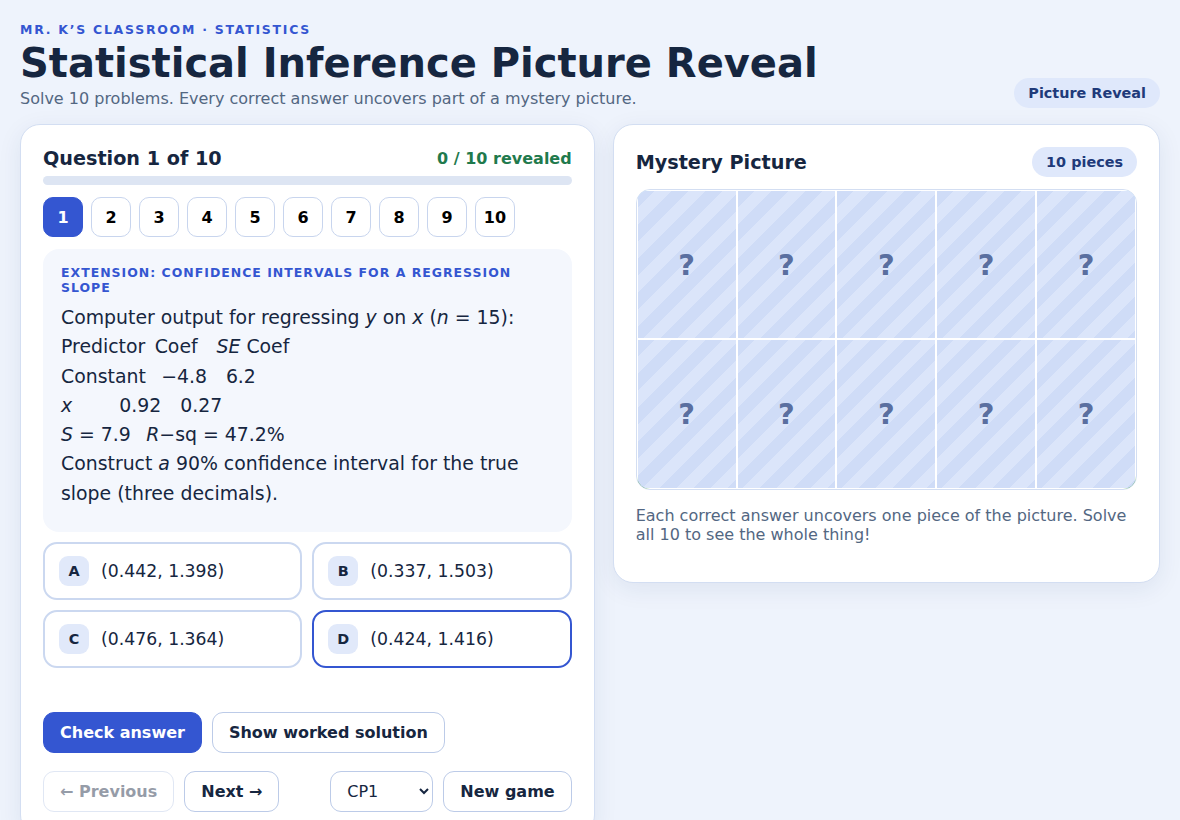 MR. K’S CLASSROOM · STATISTICS
Statistical Inference Picture Reveal
Solve 10 problems. Every correct answer uncovers part of a mystery picture.
Picture Reveal
Question 1 of 10
0 / 10 revealed
1 2 3 4 5 6 7 8 9 10
EXTENSION: CONFIDENCE INTERVALS FOR A REGRESSION
SLOPE
Computer output for regressing y on x (n = 15):
Predictor Coef SE Coef
Constant −4.8 6.2
x 0.92 0.27
S = 7.9 R−sq = 47.2%
Construct a 90% confidence interval for the true
slope (three decimals).
A (0.442, 1.398)
B (0.337, 1.503)
C (0.476, 1.364)
D (0.424, 1.416)
Check answer
Show worked solution
← Previous
Next →
CP1
New game
Mystery Picture
10 pieces
? ? ? ? ?
? ? ? ? ?
Each correct answer uncovers one piece of the picture. Solve
all 10 to see the whole thing!